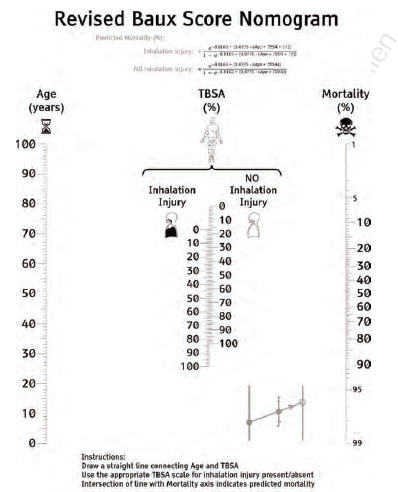 Revised Baux Score Nomogram
Predicted Mortality (%):
Inhalation injury:
NO inhalation injury:
Age
(years)
TBSA
(%)
Mortality
(%)
Inhalation
Injury
NO
Inhalation
Injury
100
90
80
70
60
50
40
30
20
10
0
0
10
20
30
40
50
60
70
80
90
100
0
10
20
30
40
50
60
70
80
90
100
1
5
10
20
30
40
50
60
70
80
90
95
99
Instructions:
Draw a straight line connecting Age and TBSA
Use the appropriate TBSA scale for inhalation injury present/absent
Intersection of line with Mortality axis indicates predicted mortality